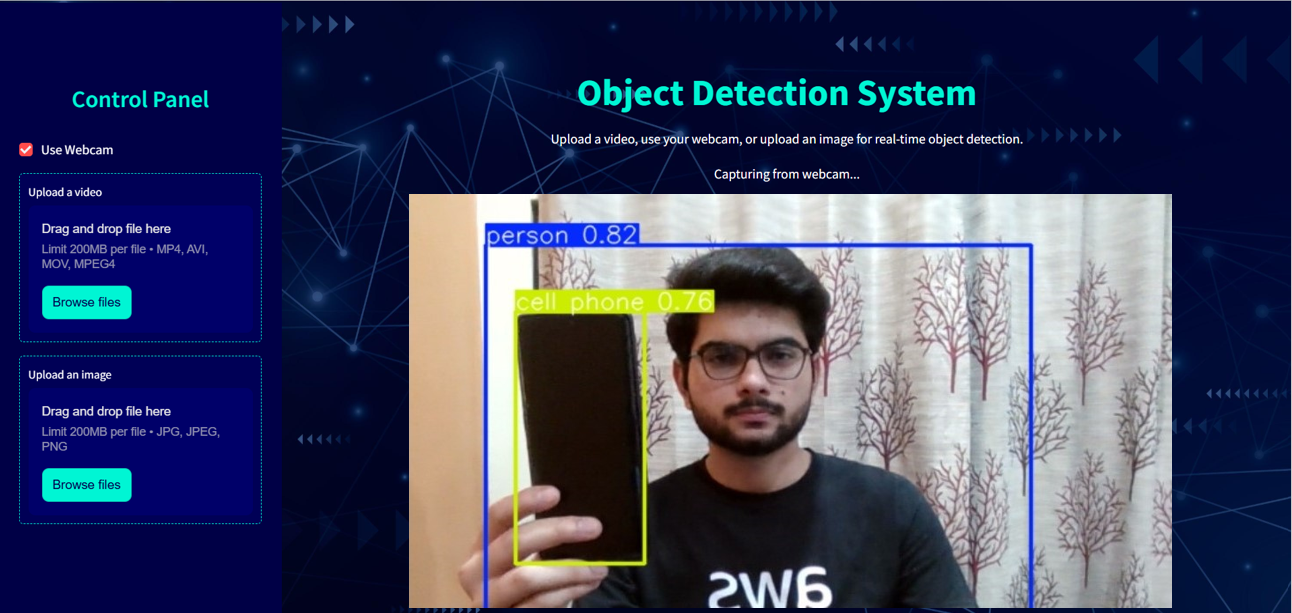 Control Panel
Use Webcam
Upload a video
Drag and drop file here
Limit 200MB per file • MP4, AVI,
MOV, MPEG4
Browse files
Upload an image
Drag and drop file here
Limit 200MB per file • JPG, JPEG,
PNG
Browse files
Object Detection System
Upload a video, use your webcam, or upload an image for real-time object detection.
Capturing from webcam...
person 0.82
cell phone 0.76
aws